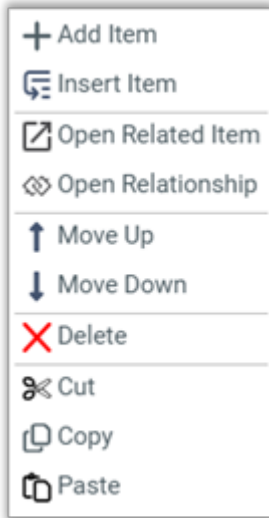 Add Item
Insert Item
Open Related Item
Open Relationship
Move Up
Move Down
Delete
Cut
Copy
Paste